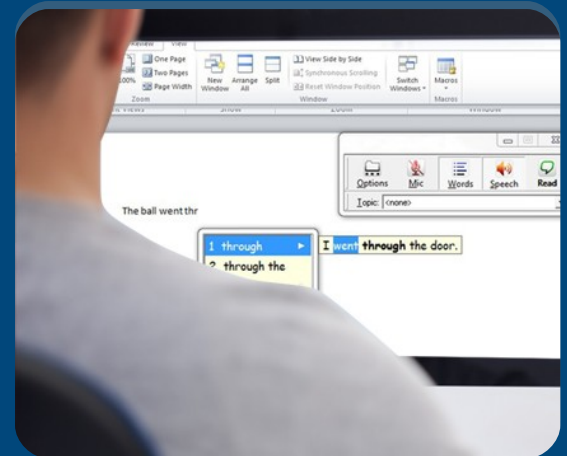 View
One Page
Two Pages
Page Width
100%
Zoom
New Window
Arrange All
Split
View Side by Side
Synchronous Scrolling
Reset Window Position
Switch Windows
Window
Macros
Macros
Options
Mic
Words
Speech
Read
Topic: <none>
The ball went thr
1 through
I went through the door.
2 through the